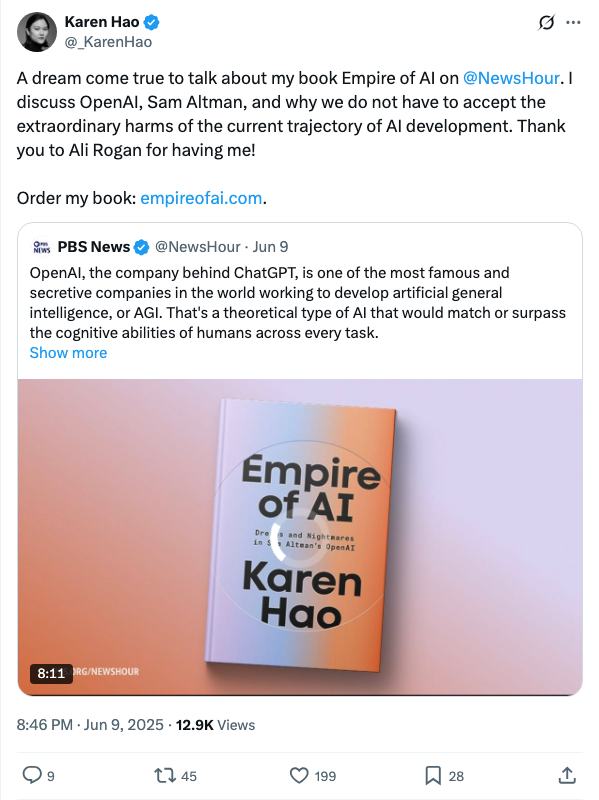 Karen Hao
@_KarenHao
A dream come true to talk about my book Empire of AI on @NewsHour. I
discuss OpenAI, Sam Altman, and why we do not have to accept the
extraordinary harms of the current trajectory of AI development. Thank
you to Ali Rogan for having me!
Order my book: empireofai.com.
PBS NEWS
PBS News @NewsHour · Jun 9
OpenAI, the company behind ChatGPT, is one of the most famous and
secretive companies in the world working to develop artificial general
intelligence, or AGI. That's a theoretical type of AI that would match or surpass
the cognitive abilities of humans across every task.
Show more
Empire
of AI
and Nightmares
in Altman's OpenAI
Karen
Hao
8:11
ORG/NEWSHOUR
8:46 PM · Jun 9, 2025 · 12.9K Views
9
45
199
28